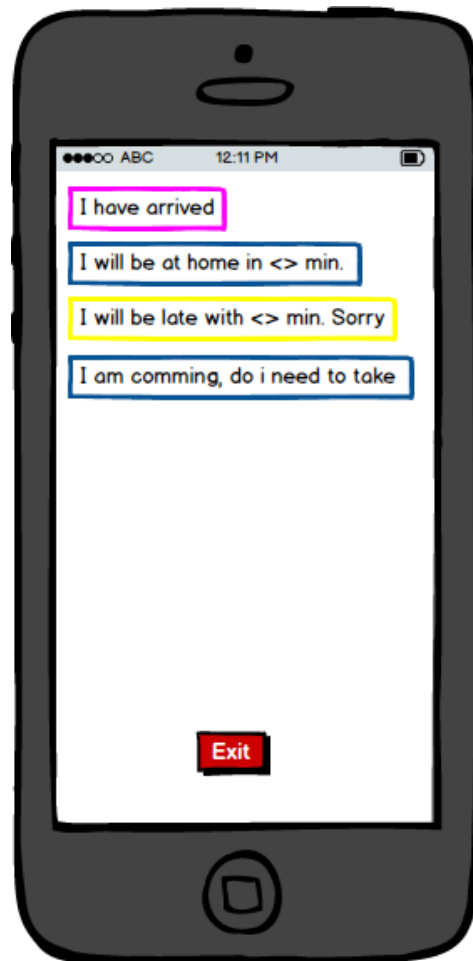 ABC 12:11 PM
I have arrived
I will be at home in <> min.
I will be late with <> min. Sorry
I am comming, do i need to take
Exit